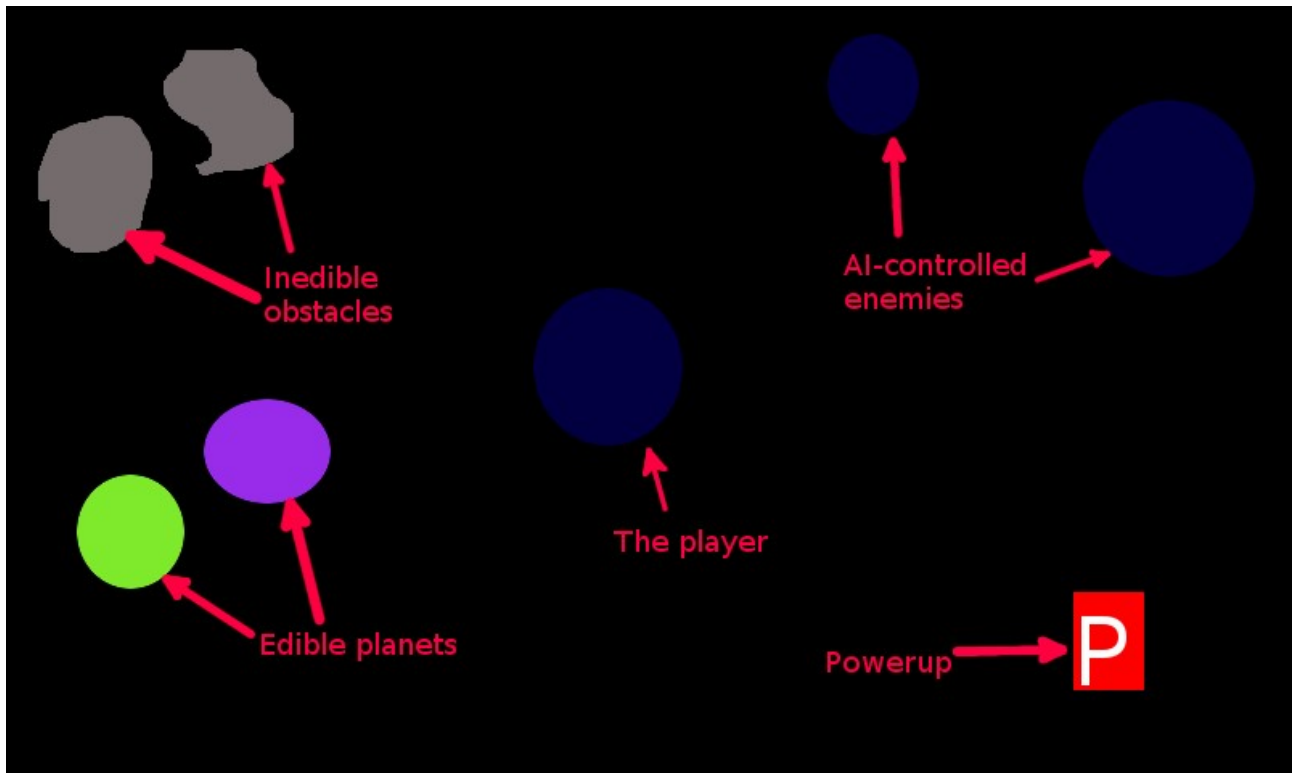 Inedible
obstacles
AI-controlled
enemies
The player
Edible planets
Powerup
P